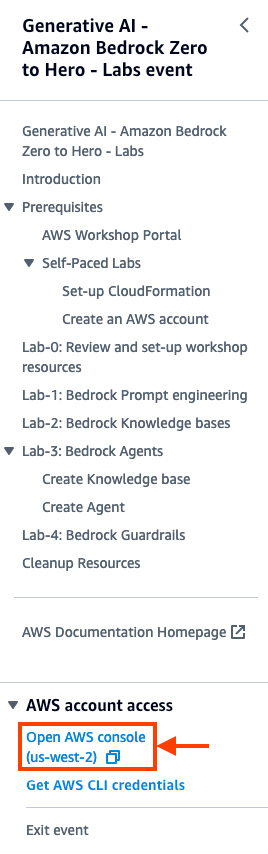 Generative AI -
Amazon Bedrock Zero
to Hero - Labs event
Generative AI - Amazon Bedrock
Zero to Hero - Labs
Introduction
Prerequisites
AWS Workshop Portal
Self-Paced Labs
Set-up CloudFormation
Create an AWS account
Lab-0: Review and set-up workshop
resources
Lab-1: Bedrock Prompt engineering
Lab-2: Bedrock Knowledge bases
Lab-3: Bedrock Agents
Create Knowledge base
Create Agent
Lab-4: Bedrock Guardrails
Cleanup Resources
AWS Documentation Homepage
AWS account access
Open AWS console
(us-west-2)
Get AWS CLI credentials
Exit event